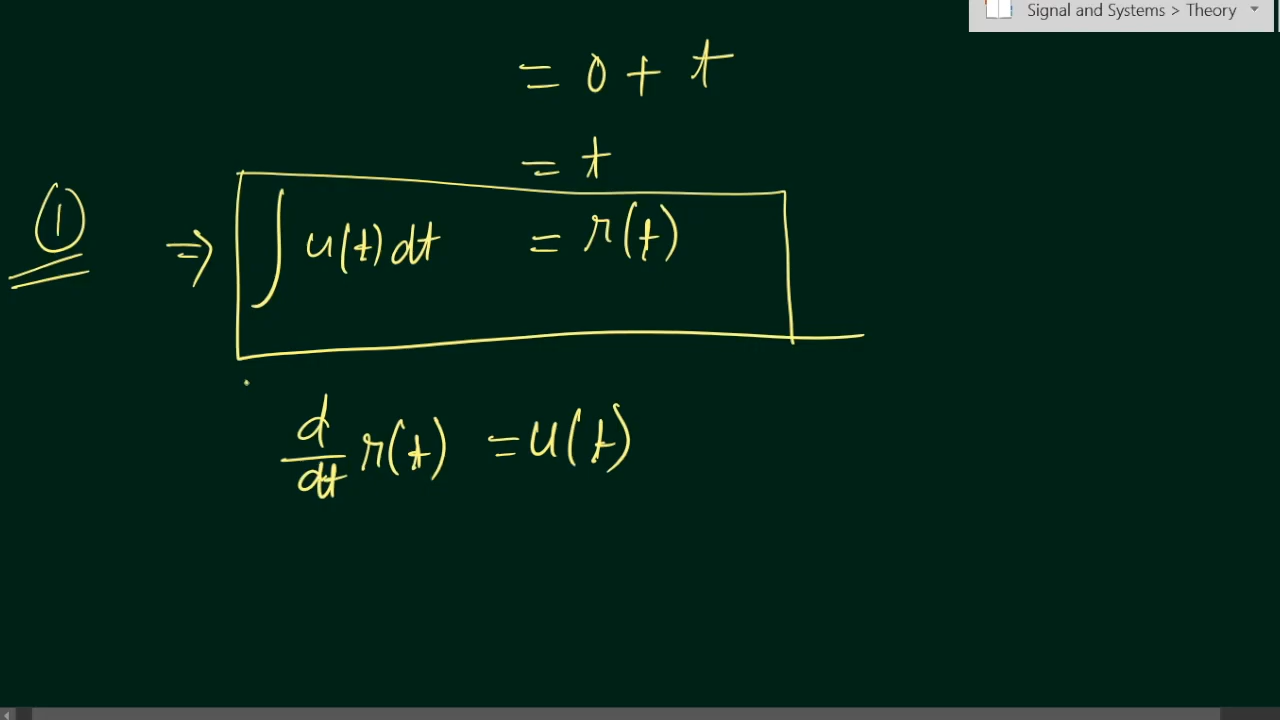 Signal and Systems > Theory
= 0 + t
= t
① ⇒ ∫ u(t) dt = r(t)
d/dt r(t) = u(t)